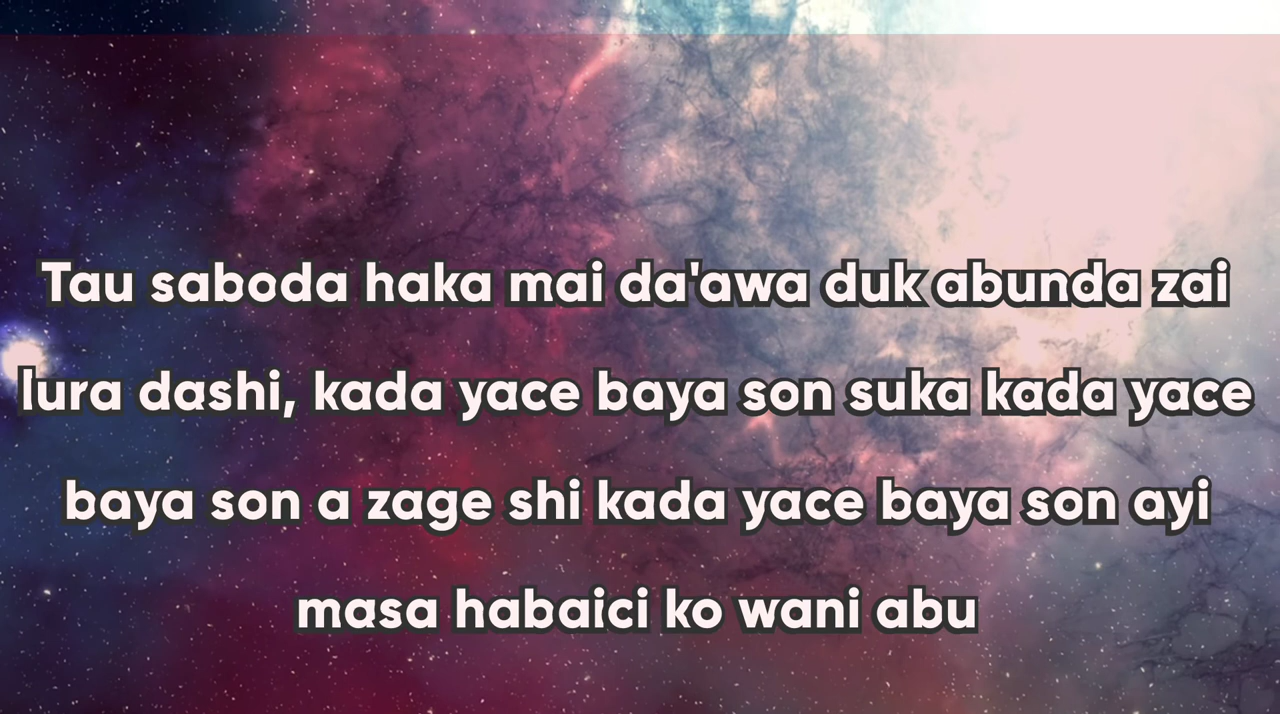 Tau saboda haka mai da'awa duk abunda zai
lura dashi, kada yace baya son suka kada yace
baya son a zage shi kada yace baya son ayi
masa habaici ko wani abu